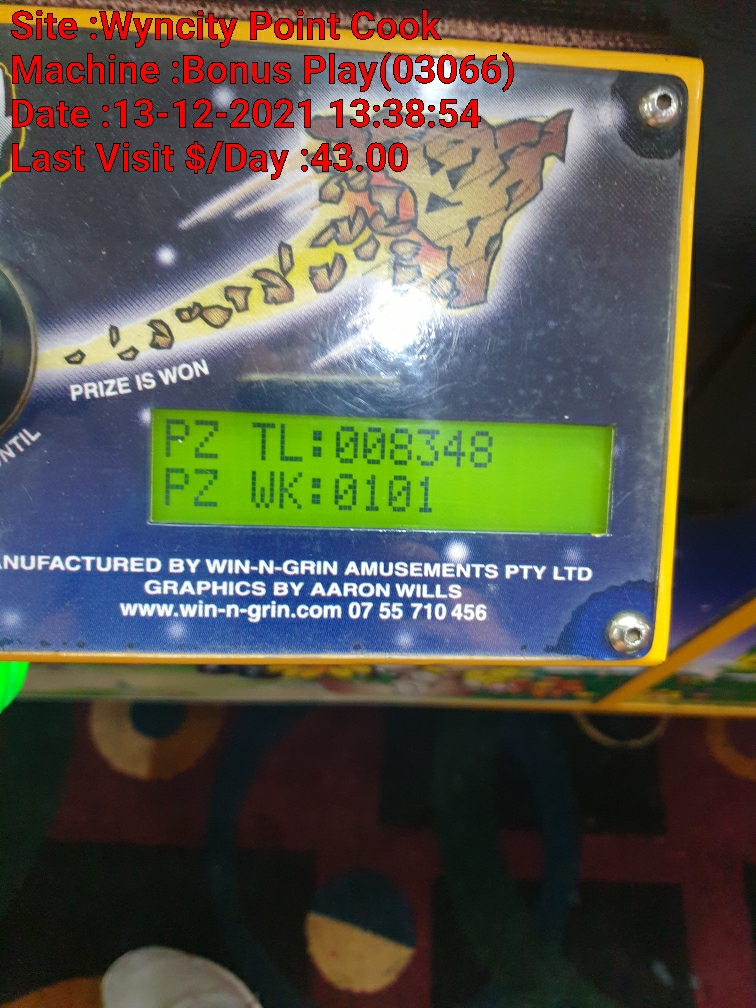 Site :Wyncity Point Cook
Machine :Bonus Play(03066)
Date :13-12-2021 13:38:54
Last Visit $/Day :43.00
PRIZE IS WON
PZ TL:008348
PZ WK:0101
MANUFACTURED BY WIN-N-GRIN AMUSEMENTS PTY LTD
GRAPHICS BY AARON WILLS
www.win-n-grin.com 07 55 710 456